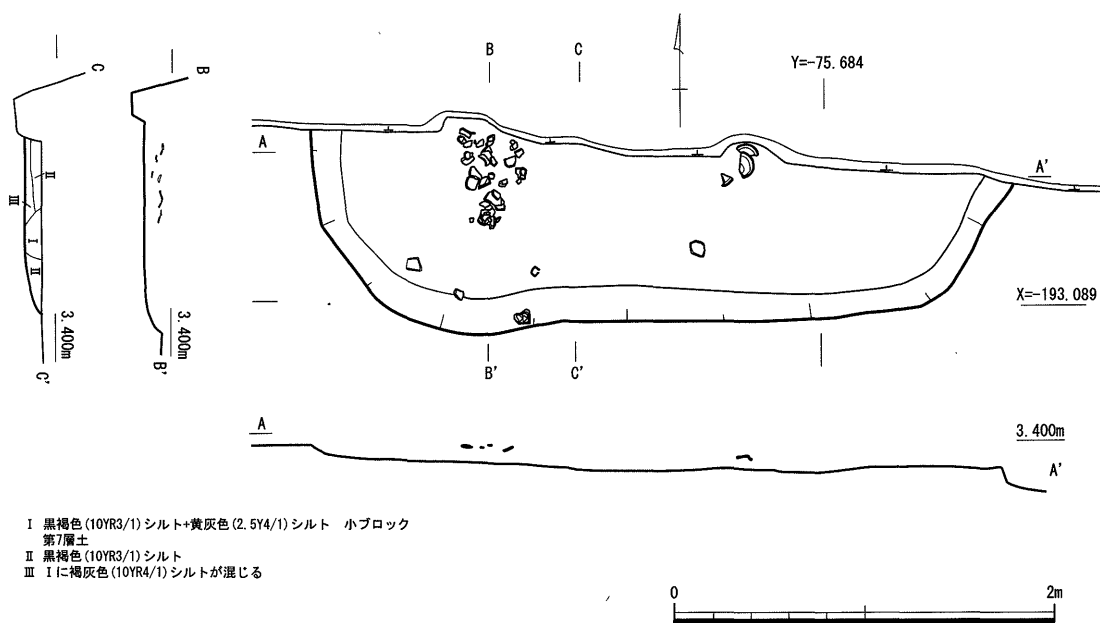 B
C
Y=-75.684
C
B
A
A'
II
III
I
II
X=-193.089
3.400m
3.400m
C'
B'
B'
C'
A
3.400m
A'
I 黒褐色(10YR3/1)シルト+黄灰色(2.5Y4/1)シルト 小ブロック
第7層土
II 黒褐色(10YR3/1)シルト
III Iに褐灰色(10YR4/1)シルトが混じる
0
2m